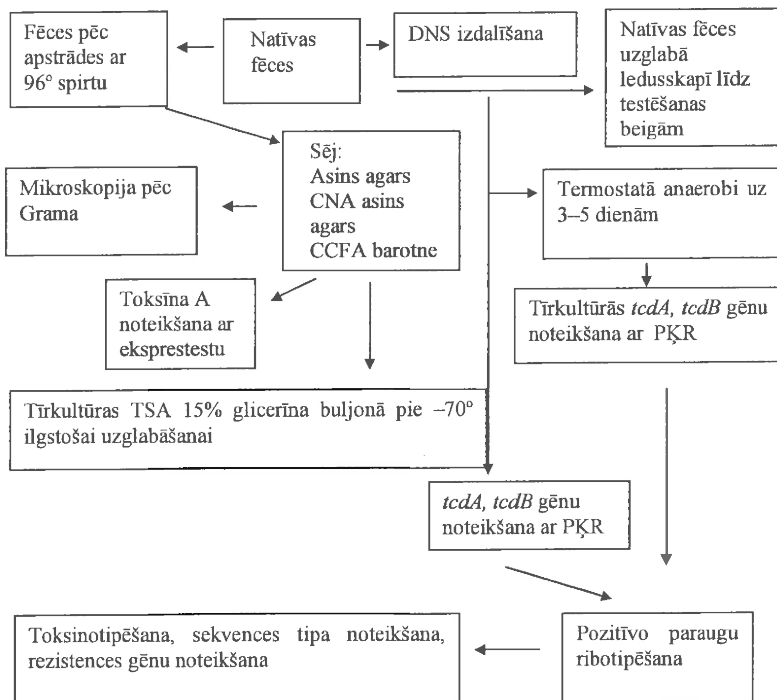 Fēces pēc
apstrādes ar
96° spirtu
Natīvas
fēces
DNS izdalīšana
Natīvas fēces
uzglabā
ledusskapī līdz
testēšanas
beigām
Sēj:
Asins agars
CNA asins
agars
CCFA barotne
Mikroskopija pēc
Grama
Termostatā anaerobi uz
3–5 dienām
Toksīna A
noteikšana ar
eksprestestu
Tīrkultūrās tcdA, tcdB gēnu
noteikšana ar PĶR
Tīrkultūras TSA 15% glicerīna buljonā pie –70°
ilgstošai uzglabāšanai
tcdA, tcdB gēnu
noteikšana ar PĶR
Toksinotipēšana, sekvences tipa noteikšana,
rezistences gēnu noteikšana
Pozitīvo paraugu
ribotipēšana